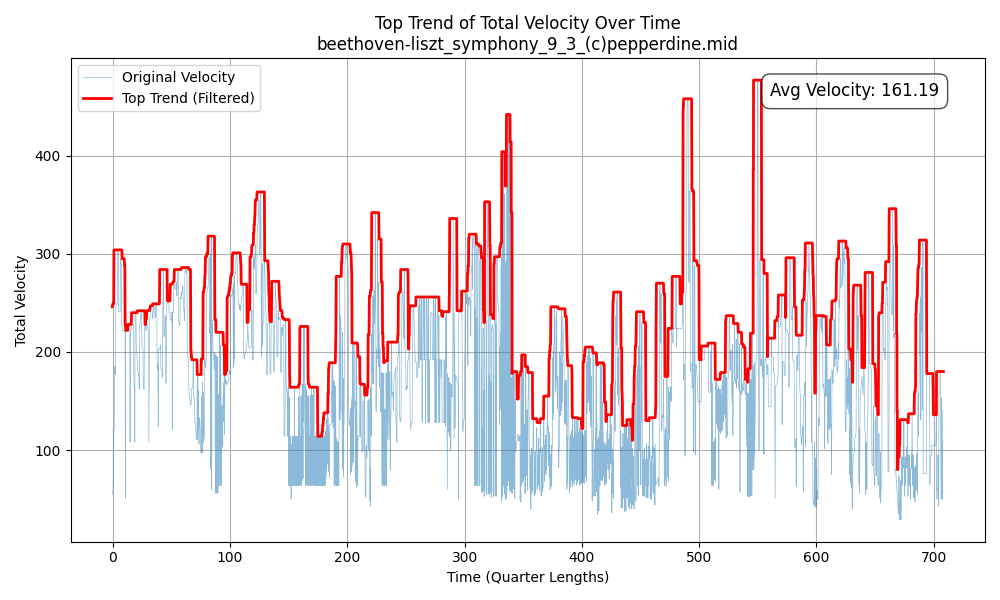 Top Trend of Total Velocity Over Time
beethoven-liszt_symphony_9_3_(c)pepperdine.mid
Original Velocity
Top Trend (Filtered)
Avg Velocity: 161.19
Total Velocity
400
300
200
100
0 100 200 300 400 500 600 700
Time (Quarter Lengths)